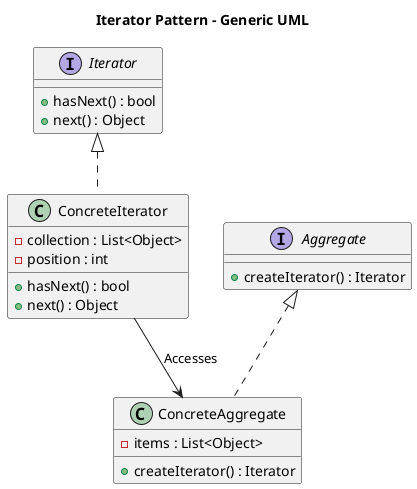 Iterator Pattern - Generic UML
I Iterator
hasNext() : bool
next() : Object
C ConcreteIterator
collection : List<Object>
position : int
hasNext() : bool
next() : Object
I Aggregate
createIterator() : Iterator
Accesses
C ConcreteAggregate
items : List<Object>
createIterator() : Iterator